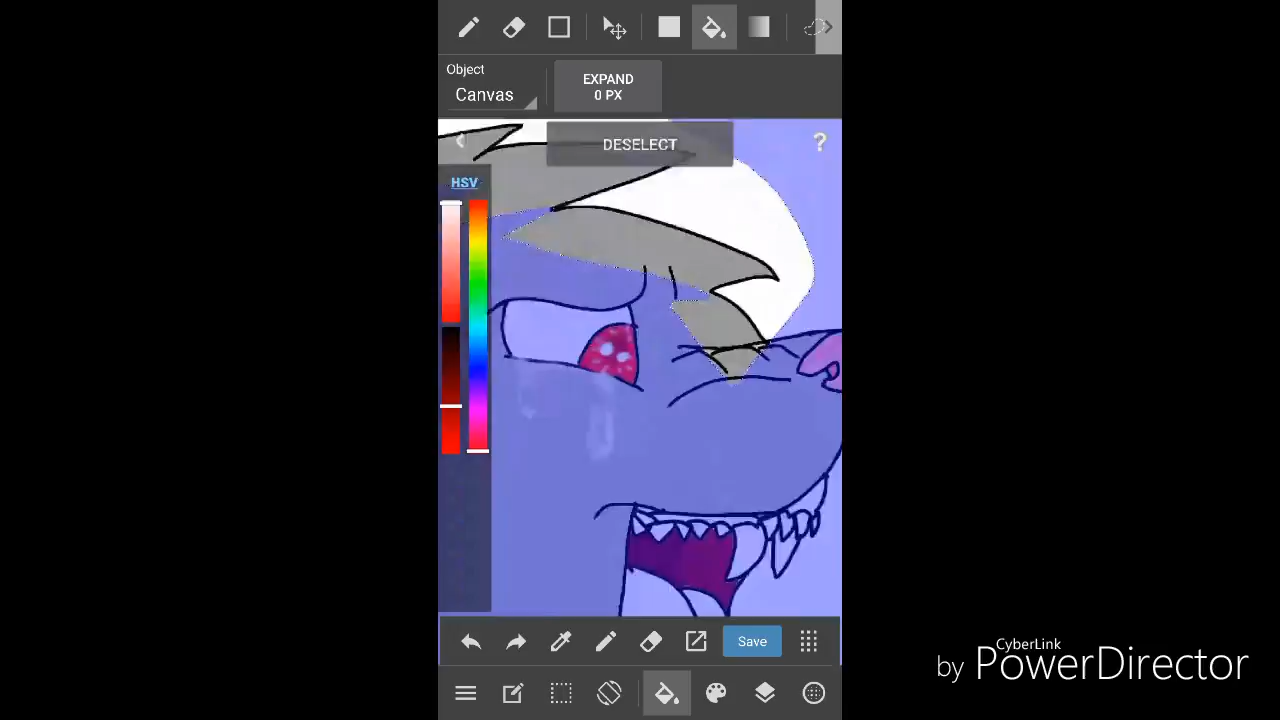 Object
Canvas
EXPAND
0 PX
DESELECT
?
HSV
Save
CyberLink
by PowerDirector